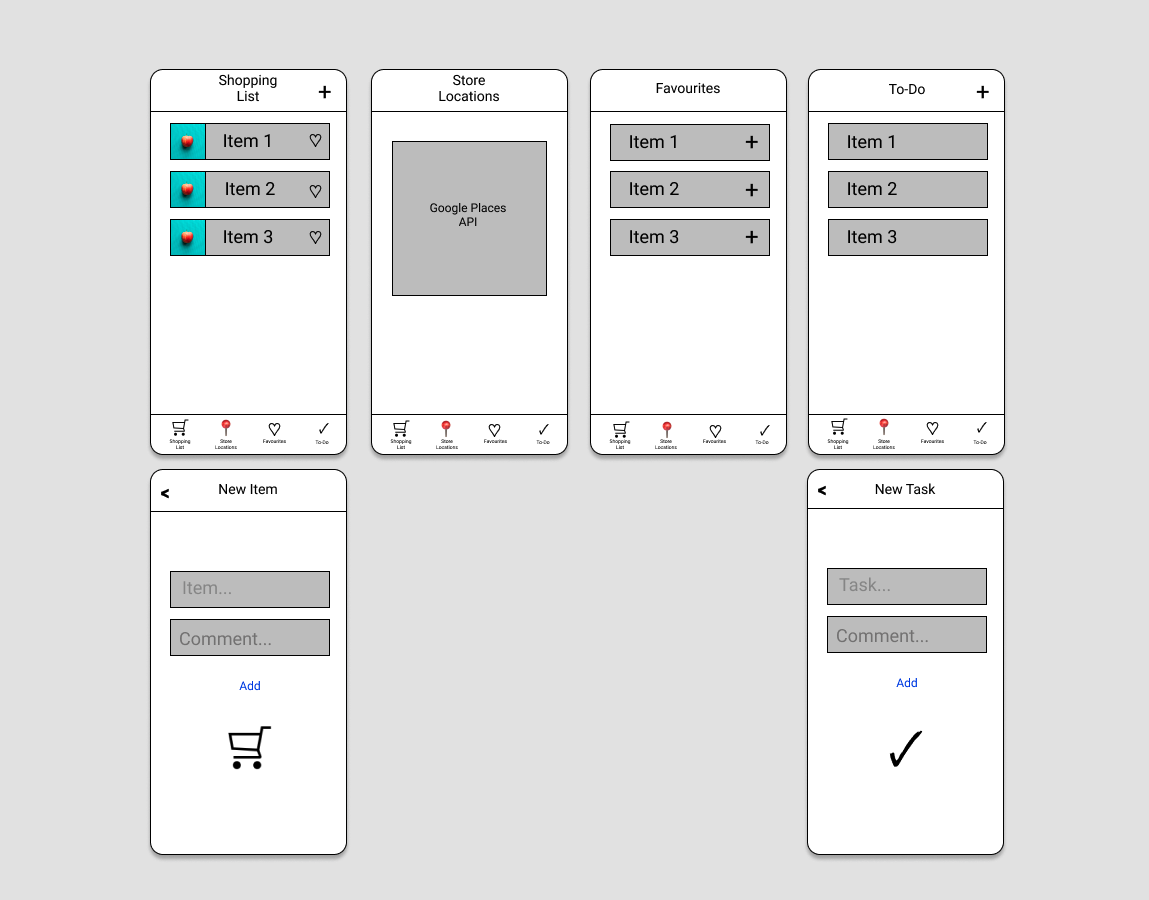 Shopping
List
+
Item 1
Item 2
Item 3
Shopping
List
Store
Locations
Favourites
To-Do
Store
Locations
Google Places
API
Shopping
List
Store
Locations
Favourites
To-Do
Favourites
Item 1 +
Item 2 +
Item 3 +
Shopping
List
Store
Locations
Favourites
To-Do
To-Do +
Item 1
Item 2
Item 3
Shopping
List
Store
Locations
Favourites
To-Do
< New Item
Item...
Comment...
Add
< New Task
Task...
Comment...
Add